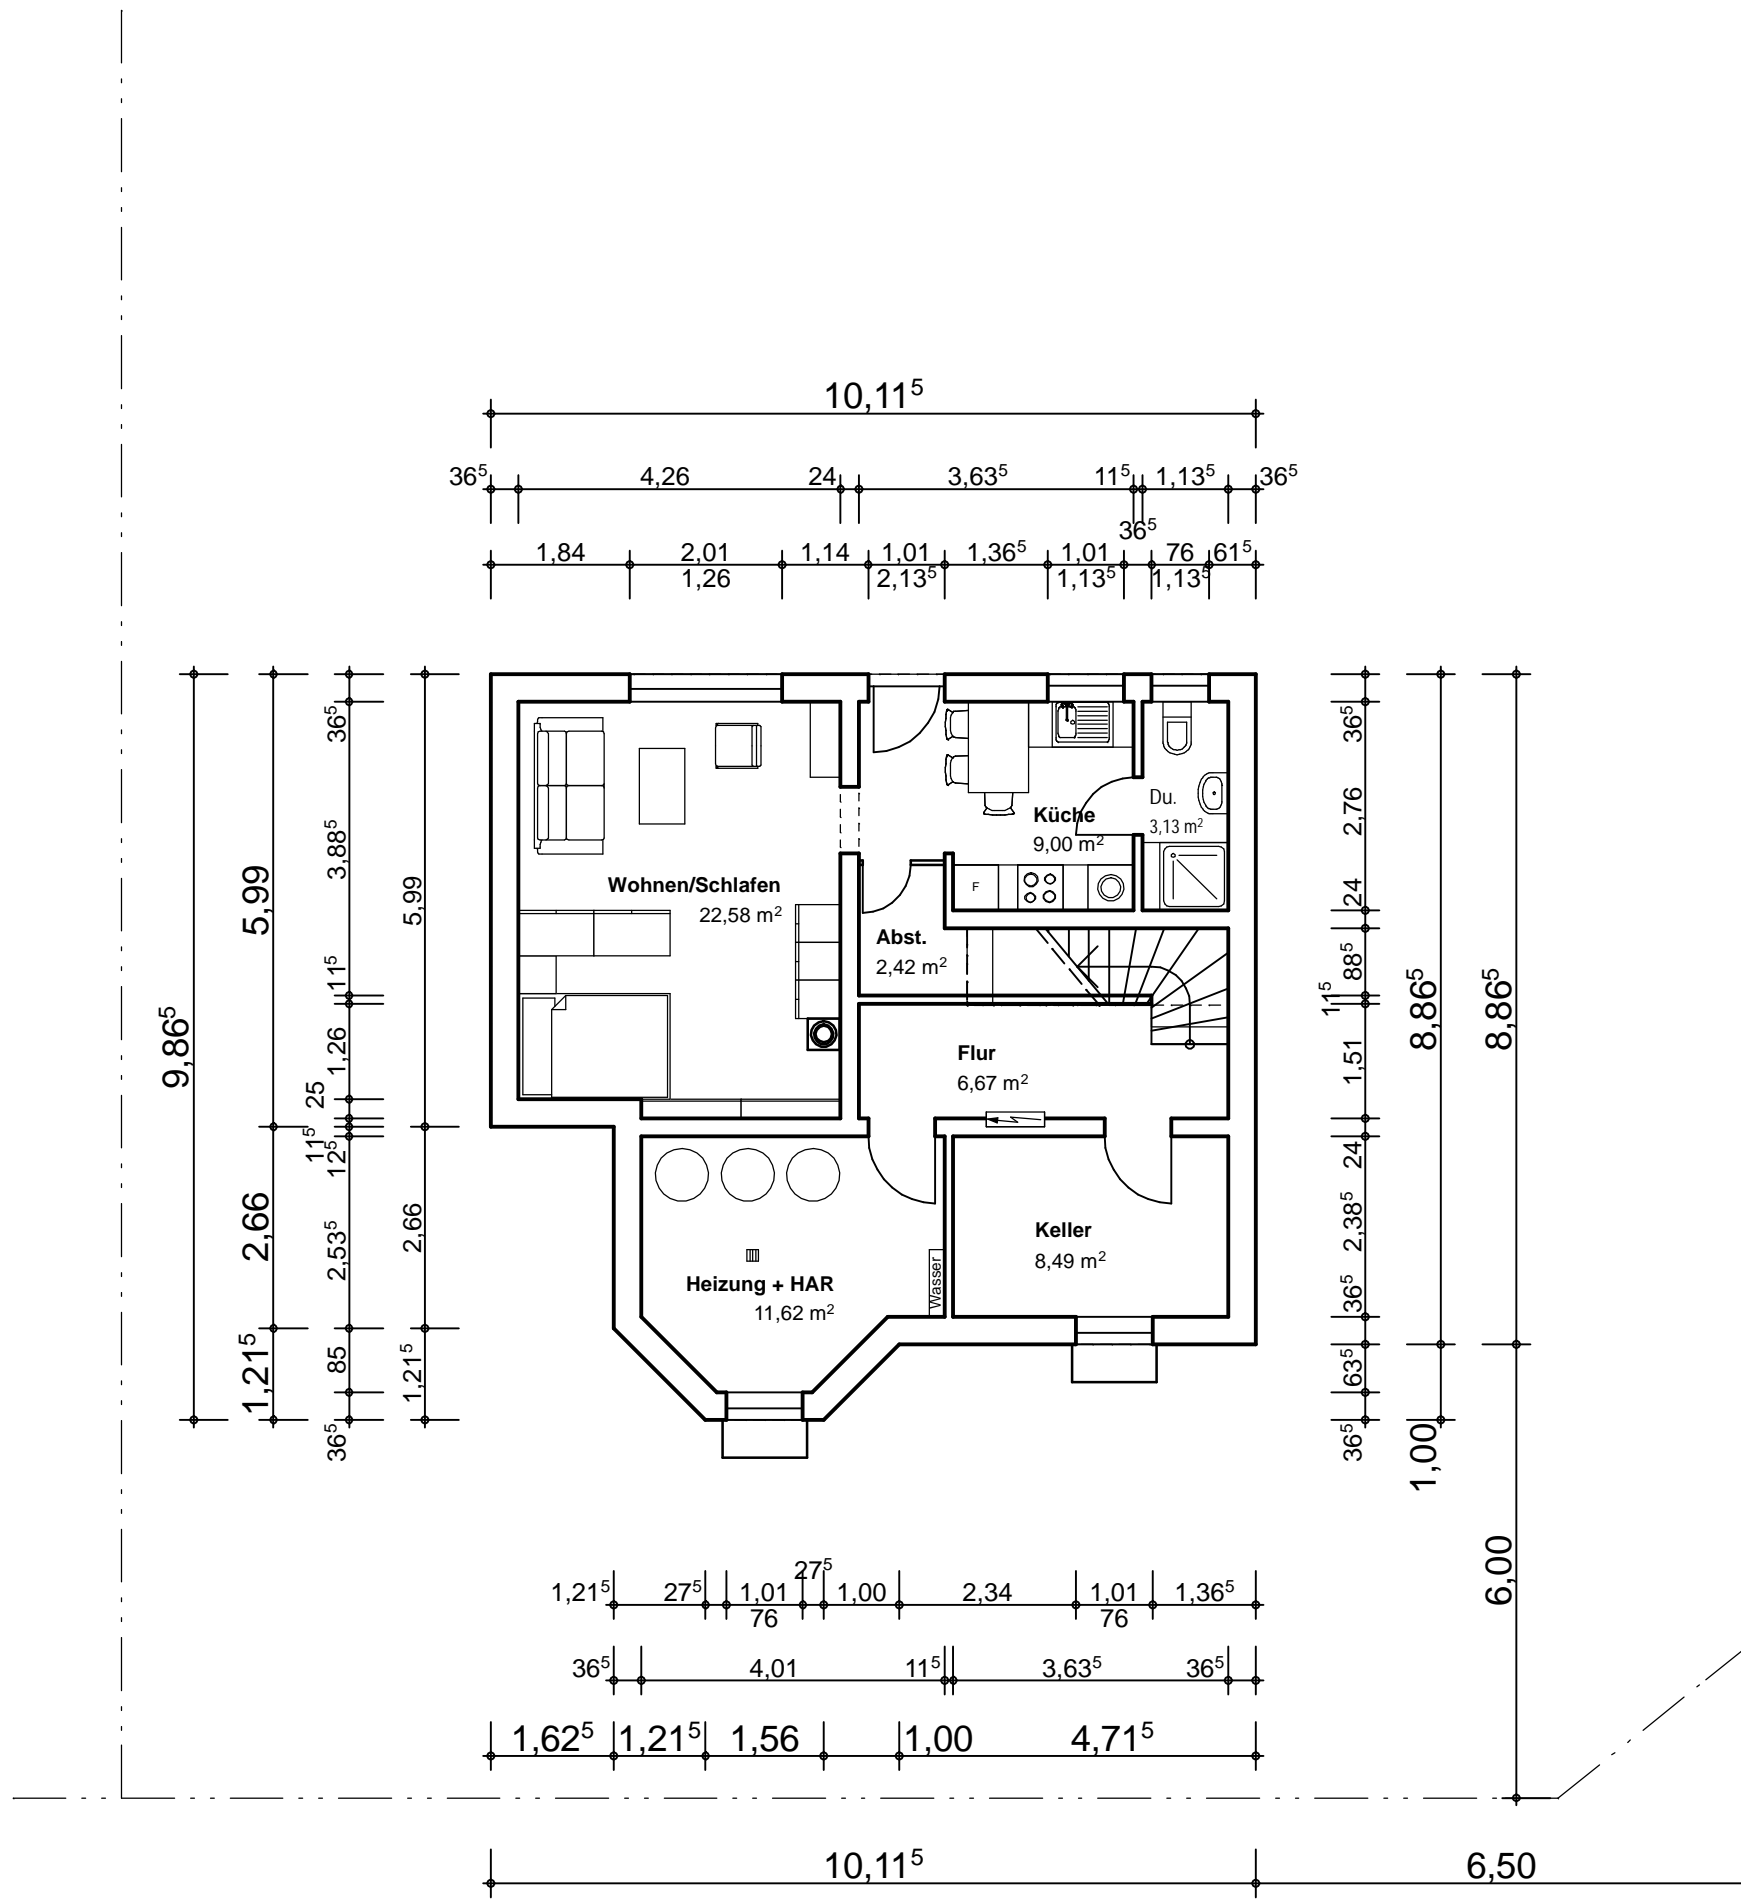 10,11⁵
36⁵ 4,26 24 3,63⁵ 11⁵ 1,13⁵ 36⁵
36⁵
1,84 2,01 1,14 1,01 1,36⁵ 1,01 76 61⁵
1,26 2,13⁵ 1,13⁵ 1,13⁵
9,86⁵
5,99
2,66
1,21⁵
36⁵
3,88⁵
11⁵
1,26
25
11⁵
12⁵
2,53⁵
85
36⁵
5,99
2,66
1,21⁵
Wohnen/Schlafen
22,58 m²
Küche
9,00 m²
Du.
3,13 m²
F
Abst.
2,42 m²
Flur
6,67 m²
Heizung + HAR
11,62 m²
Wasser
Keller
8,49 m²
36⁵
2,76
24
88⁵
11⁵
1,51
24
2,38⁵
36⁵
63⁵
36⁵
8,86⁵
1,00
8,86⁵
6,00
27⁵
1,21⁵ 27⁵ 1,01 1,00 2,34 1,01 1,36⁵
76 76
36⁵ 4,01 11⁵ 3,63⁵ 36⁵
1,62⁵ 1,21⁵ 1,56 1,00 4,71⁵
10,11⁵ 6,50